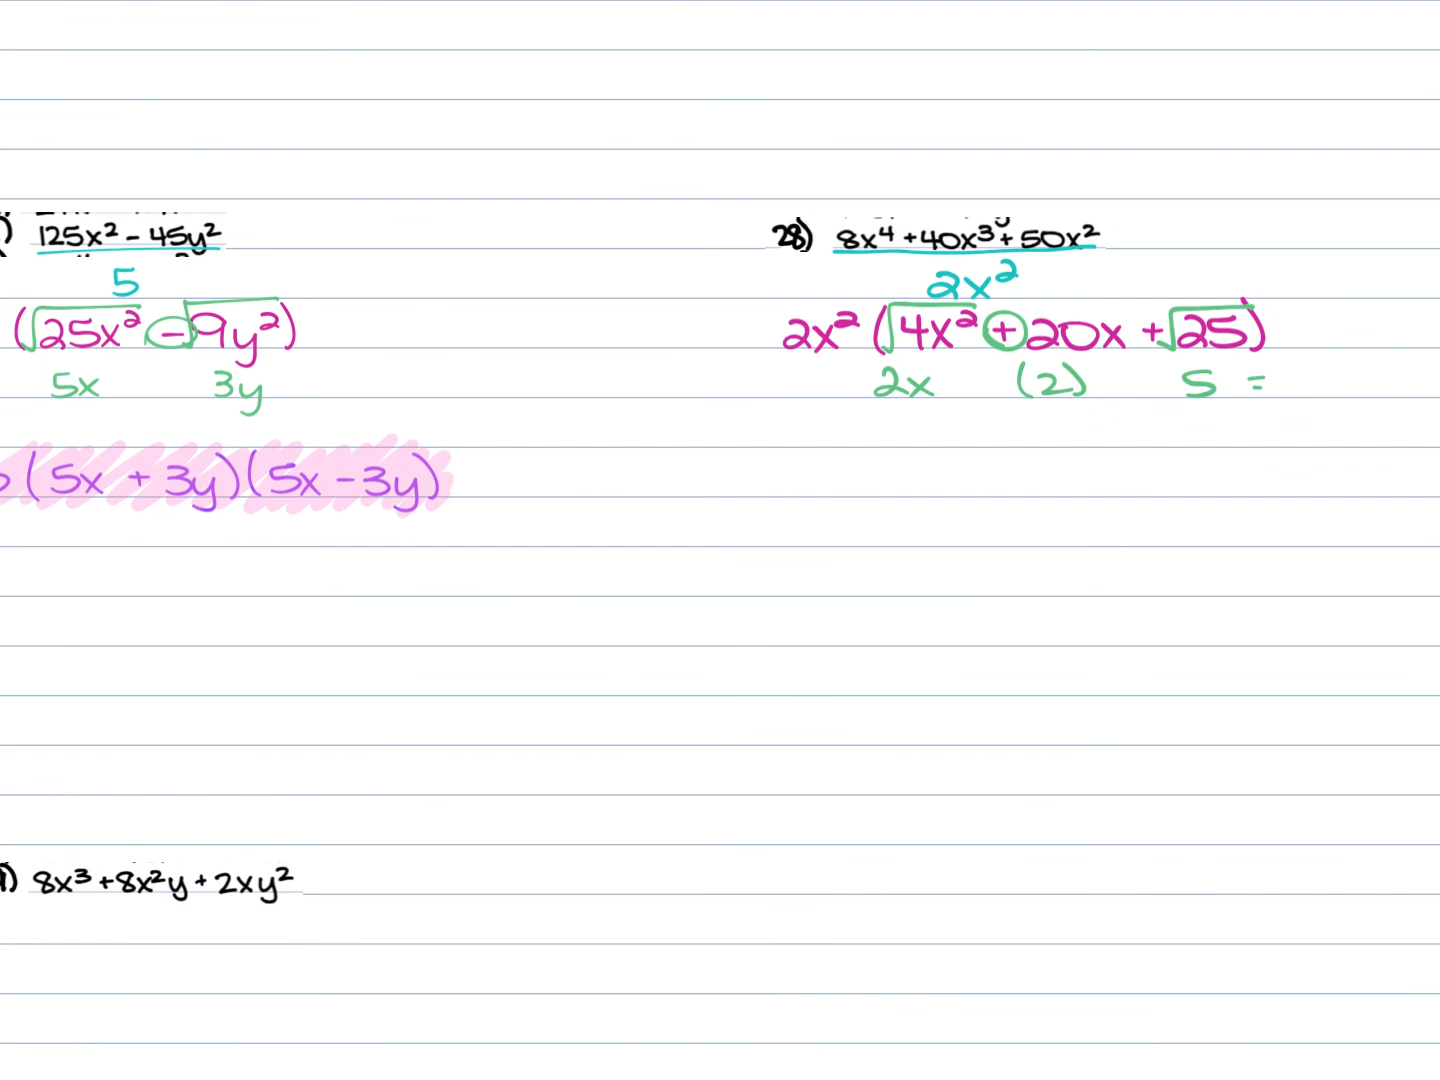 ) 125x² - 45y²
5
(√25x² - √9y²)
5x 3y
(5x + 3y)(5x - 3y)
28) 8x⁴ + 40x³ + 50x²
2x²
2x² (√4x² + 20x + √25)
2x (2) 5 =
) 8x³ + 8x²y + 2xy²